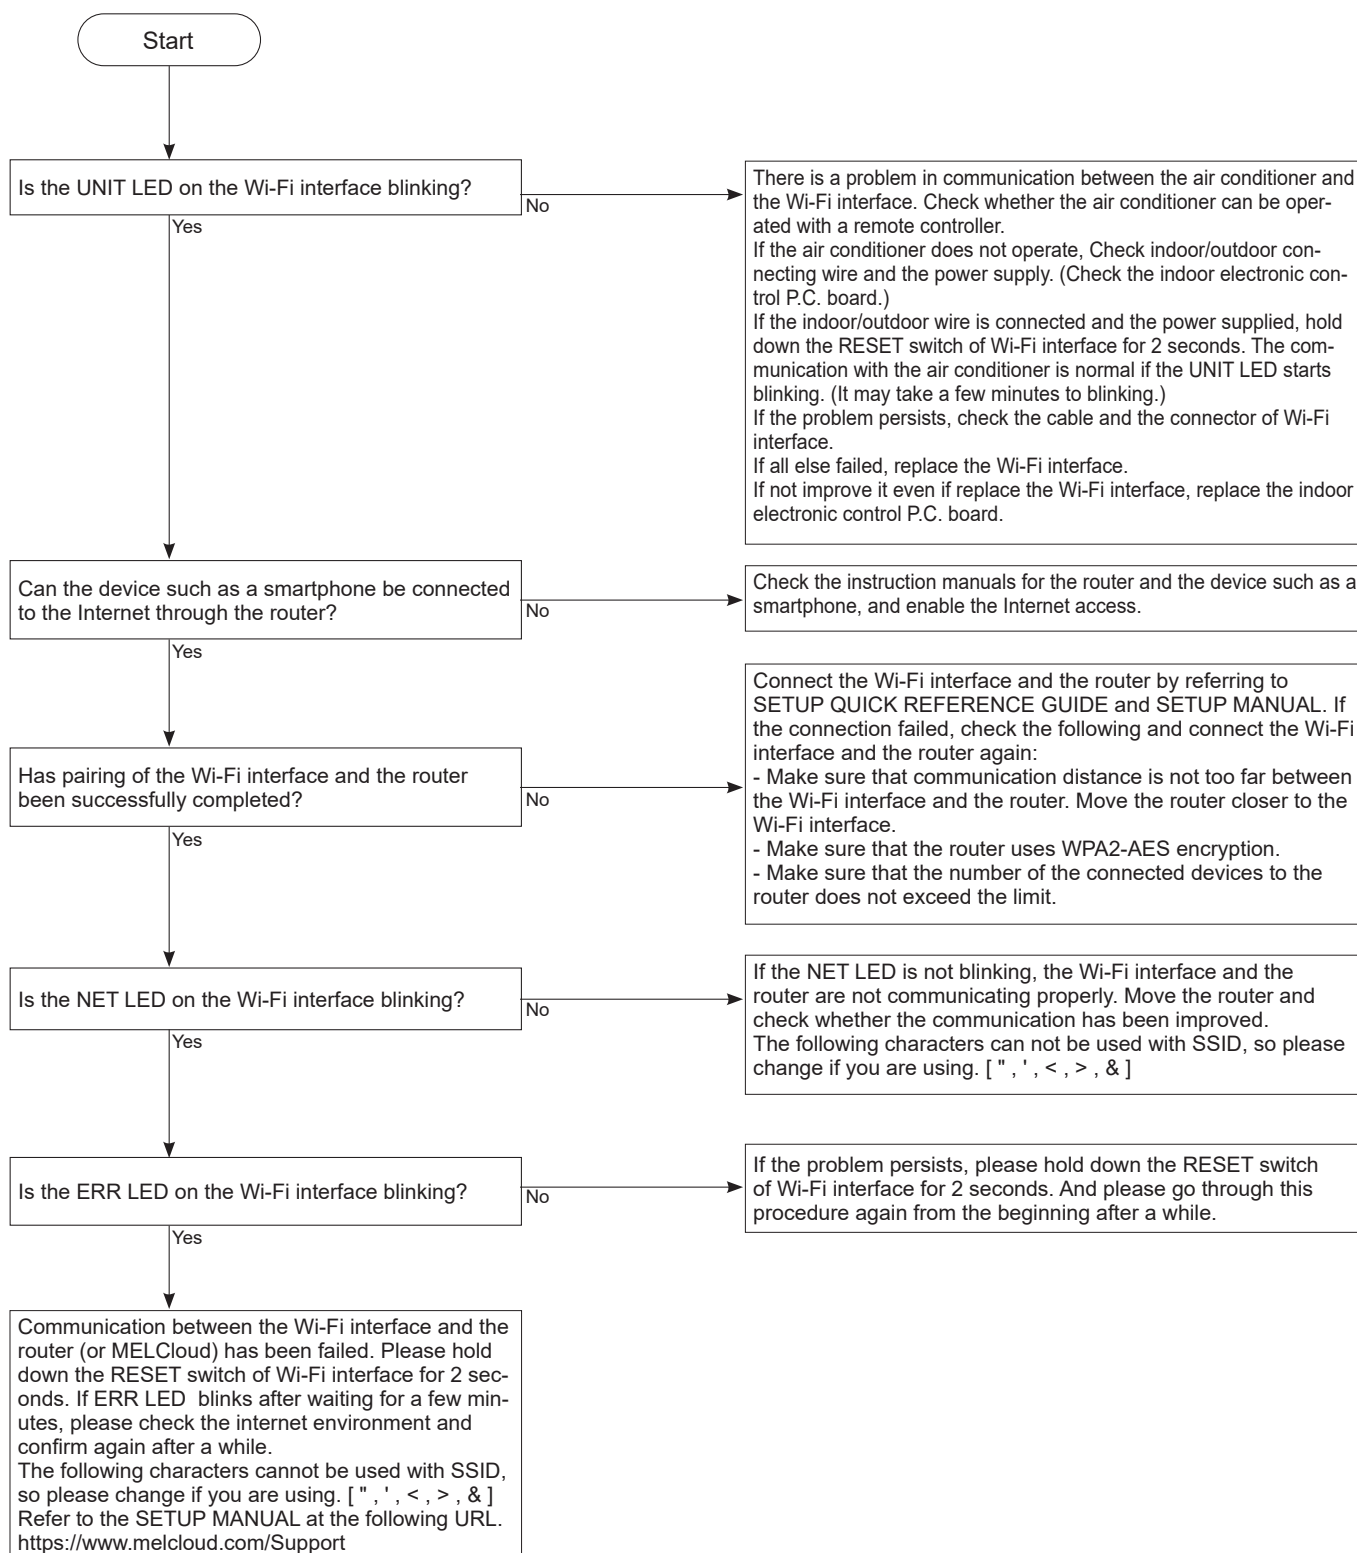 Start
Is the UNIT LED on the Wi-Fi interface blinking?
No
Yes
There is a problem in communication between the air conditioner and
the Wi-Fi interface. Check whether the air conditioner can be oper-
ated with a remote controller.
If the air conditioner does not operate, Check indoor/outdoor con-
necting wire and the power supply. (Check the indoor electronic con-
trol P.C. board.)
If the indoor/outdoor wire is connected and the power supplied, hold
down the RESET switch of Wi-Fi interface for 2 seconds. The com-
munication with the air conditioner is normal if the UNIT LED starts
blinking. (It may take a few minutes to blinking.)
If the problem persists, check the cable and the connector of Wi-Fi
interface.
If all else failed, replace the Wi-Fi interface.
If not improve it even if replace the Wi-Fi interface, replace the indoor
electronic control P.C. board.
Can the device such as a smartphone be connected
to the Internet through the router?
No
Yes
Check the instruction manuals for the router and the device such as a
smartphone, and enable the Internet access.
Has pairing of the Wi-Fi interface and the router
been successfully completed?
No
Yes
Connect the Wi-Fi interface and the router by referring to
SETUP QUICK REFERENCE GUIDE and SETUP MANUAL. If
the connection failed, check the following and connect the Wi-Fi
interface and the router again:
- Make sure that communication distance is not too far between
the Wi-Fi interface and the router. Move the router closer to the
Wi-Fi interface.
- Make sure that the router uses WPA2-AES encryption.
- Make sure that the number of the connected devices to the
router does not exceed the limit.
Is the NET LED on the Wi-Fi interface blinking?
No
Yes
If the NET LED is not blinking, the Wi-Fi interface and the
router are not communicating properly. Move the router and
check whether the communication has been improved.
The following characters can not be used with SSID, so please
change if you are using. [ " , ' , < , > , & ]
Is the ERR LED on the Wi-Fi interface blinking?
No
Yes
If the problem persists, please hold down the RESET switch
of Wi-Fi interface for 2 seconds. And please go through this
procedure again from the beginning after a while.
Communication between the Wi-Fi interface and the
router (or MELCloud) has been failed. Please hold
down the RESET switch of Wi-Fi interface for 2 sec-
onds. If ERR LED  blinks after waiting for a few min-
utes, please check the internet environment and
confirm again after a while.
The following characters cannot be used with SSID,
so please change if you are using. [ " , ' , < , > , & ]
Refer to the SETUP MANUAL at the following URL.
https://www.melcloud.com/Support